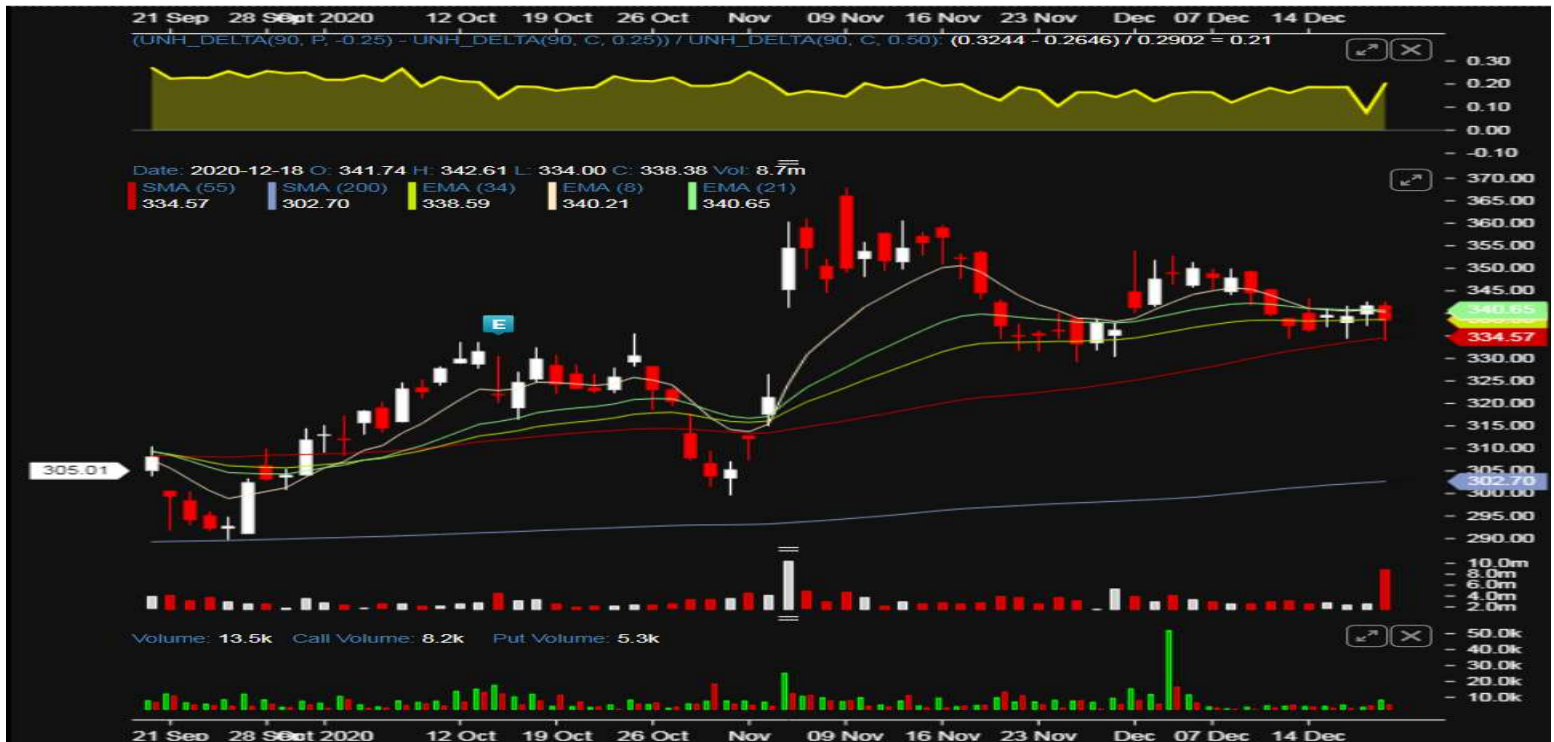 21 Sep 28 Sep Oct 2020 12 Oct 19 Oct 26 Oct Nov 09 Nov 16 Nov 23 Nov Dec 07 Dec 14 Dec
(UNH_DELTA(90, P, -0.25) - UNH_DELTA(90, C, 0.25)) / UNH_DELTA(90, C, 0.50): (0.3244 - 0.2646) / 0.2902 = 0.21
0.30
0.20
0.10
0.00
-0.10
Date: 2020-12-18 O: 341.74 H: 342.61 L: 334.00 C: 338.38 Vol: 8.7m
SMA (55) SMA (200) EMA (34) EMA (8) EMA (21)
334.57 302.70 338.59 340.21 340.65
370.00
365.00
360.00
355.00
350.00
345.00
340.65
334.57
330.00
325.00
E
320.00
315.00
310.00
305.00
305.01
302.70
300.00
295.00
290.00
10.0m
8.0m
6.0m
4.0m
2.0m
Volume: 13.5k Call Volume: 8.2k Put Volume: 5.3k
50.0k
40.0k
30.0k
20.0k
10.0k
21 Sep 28 Sep Oct 2020 12 Oct 19 Oct 26 Oct Nov 09 Nov 16 Nov 23 Nov Dec 07 Dec 14 Dec